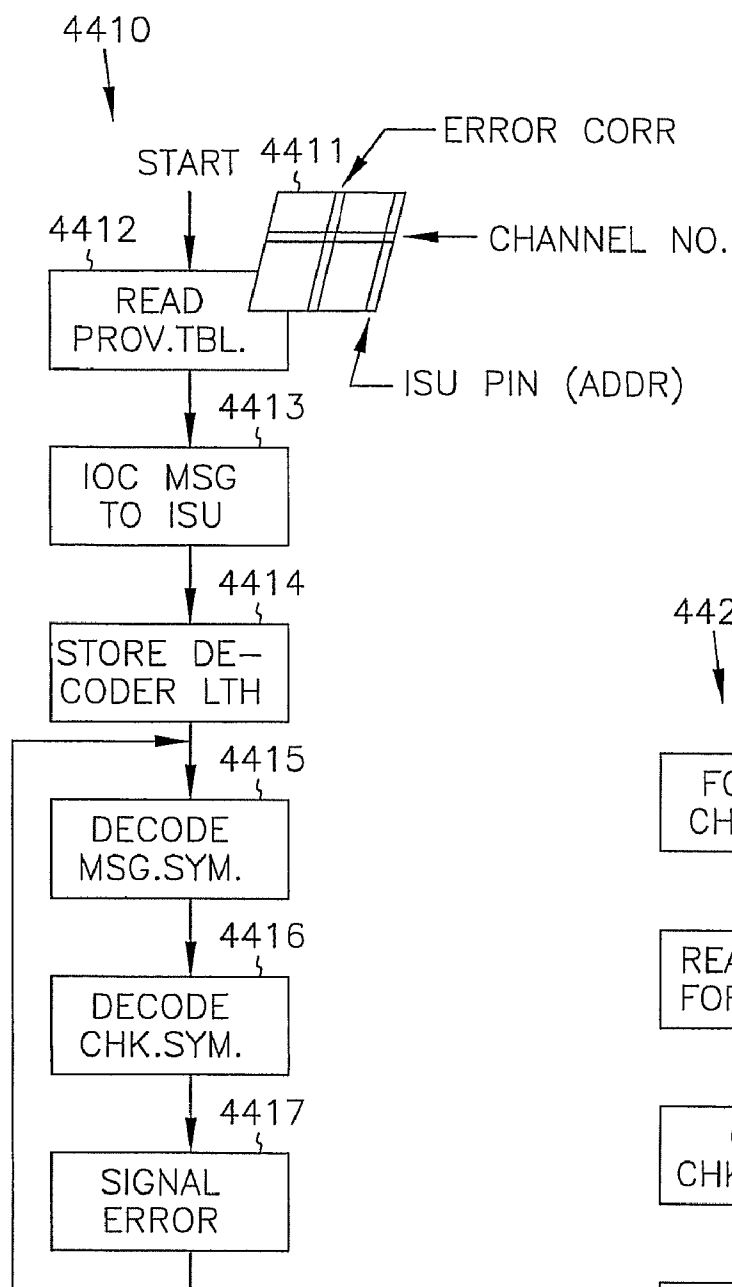 4410
START
4411
ERROR CORR
CHANNEL NO.
ISU PIN (ADDR)
4412
READ
PROV.TBL.
4413
IOC MSG
TO ISU
4414
STORE DE-
CODER LTH
4415
DECODE
MSG.SYM.
4416
DECODE
CHK.SYM.
4417
SIGNAL
ERROR
442